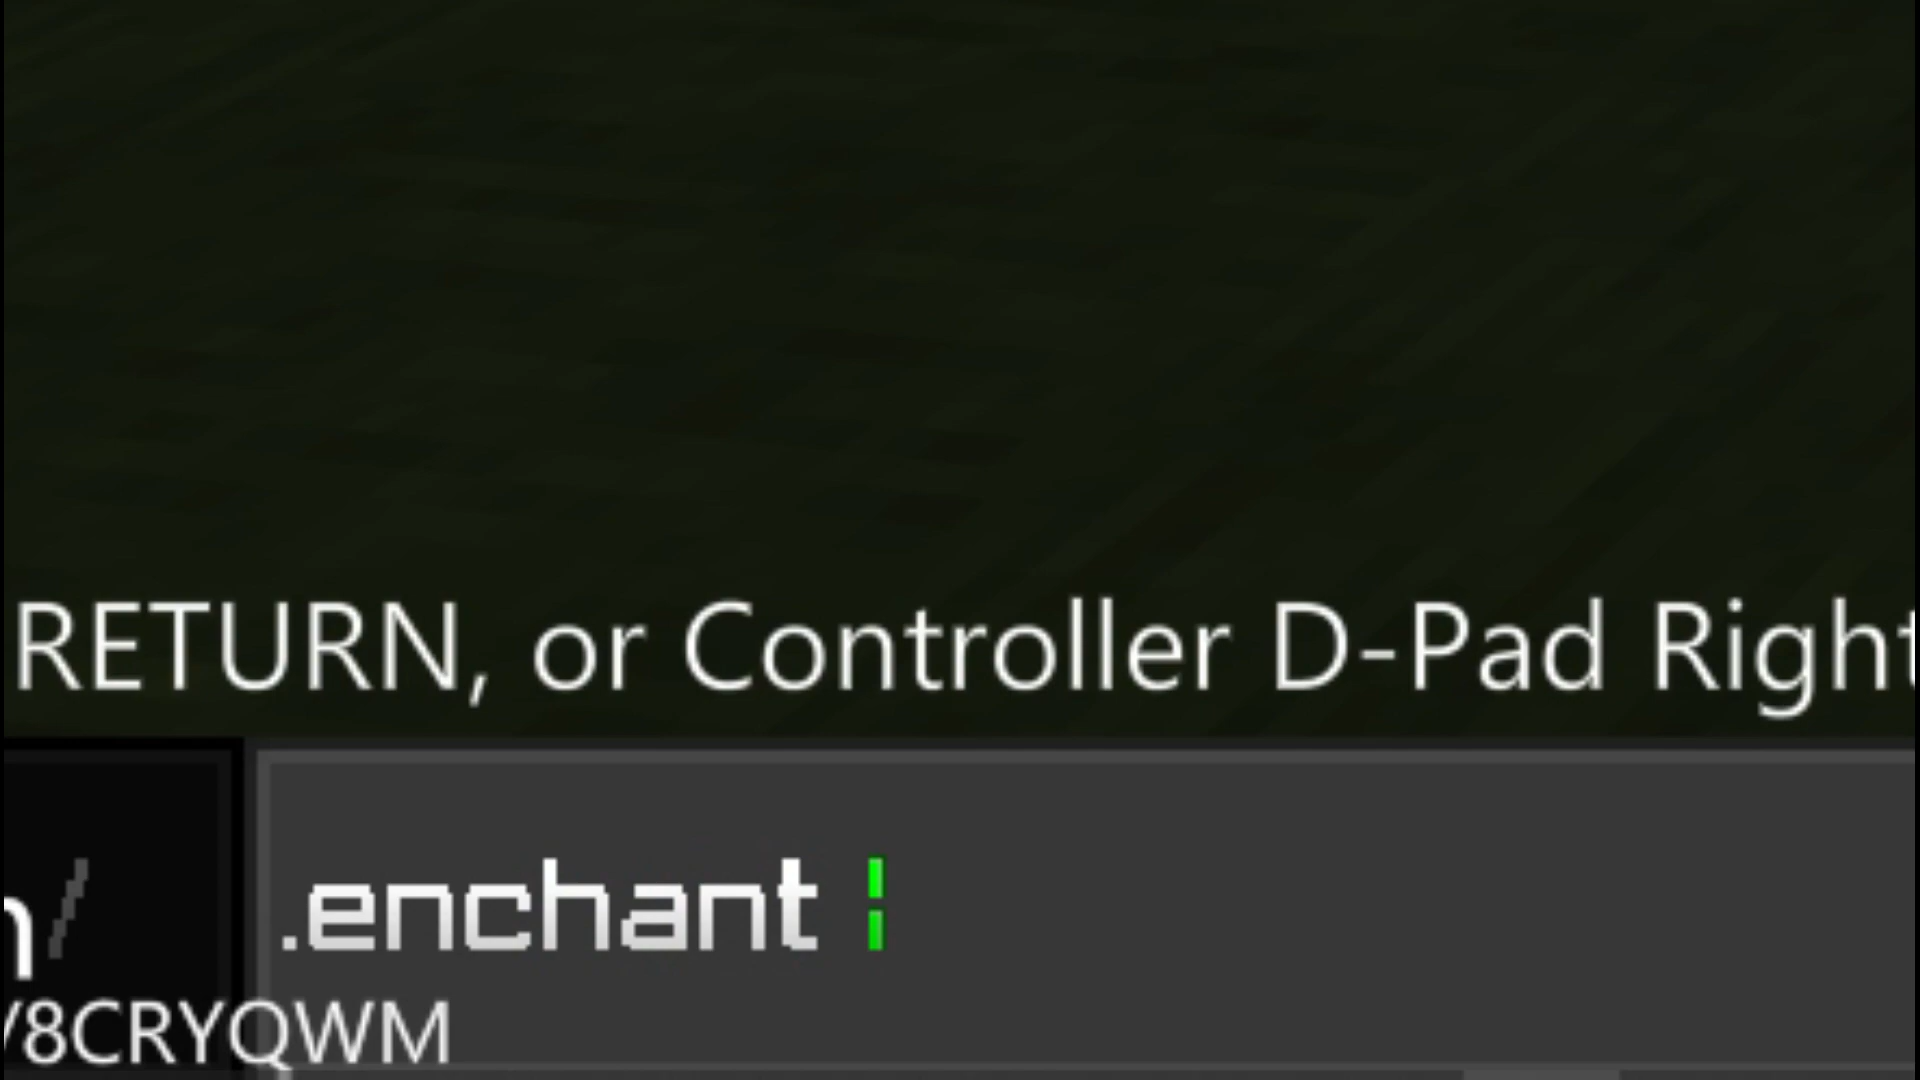 RETURN, or Controller D-Pad Right
/
.enchant ¦
/8CRYQWM